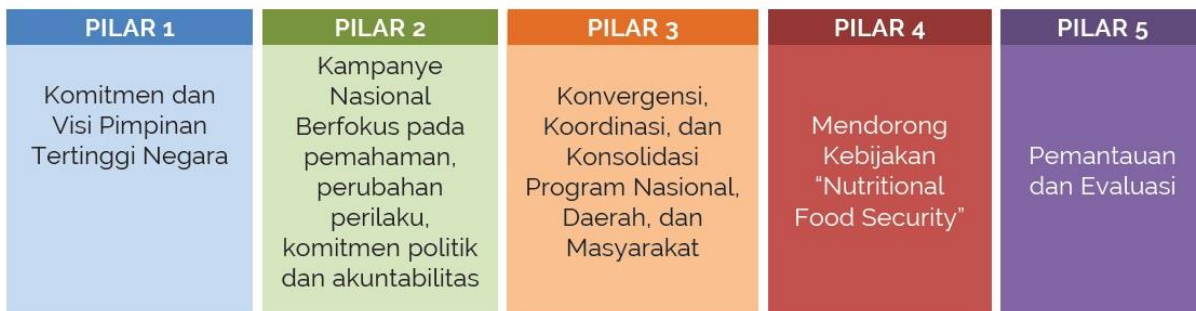 PILAR 1
Komitmen dan
Visi Pimpinan
Tertinggi Negara
PILAR 2
Kampanye
Nasional
Berfokus pada
pemahaman,
perubahan
perilaku,
komitmen politik
dan akuntabilitas
PILAR 3
Konvergensi,
Koordinasi, dan
Konsolidasi
Program Nasional,
Daerah, dan
Masyarakat
PILAR 4
Mendorong
Kebijakan
“Nutritional
Food Security”
PILAR 5
Pemantauan
dan Evaluasi